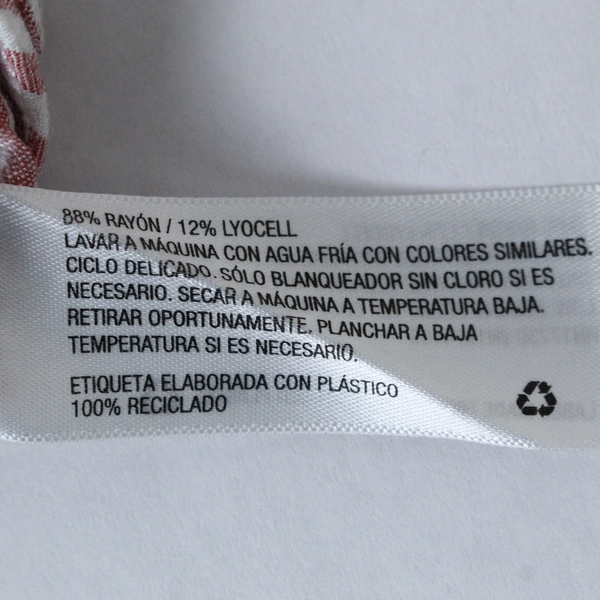 88% RAYÓN / 12% LYOCELL
LAVAR A MÁQUINA CON AGUA FRÍA CON COLORES SIMILARES.
CICLO DELICADO. SÓLO BLANQUEADOR SIN CLORO SI ES
NECESARIO. SECAR A MÁQUINA A TEMPERATURA BAJA.
RETIRAR OPORTUNAMENTE. PLANCHAR A BAJA
TEMPERATURA SI ES NECESARIO.
ETIQUETA ELABORADA CON PLÁSTICO
100% RECICLADO